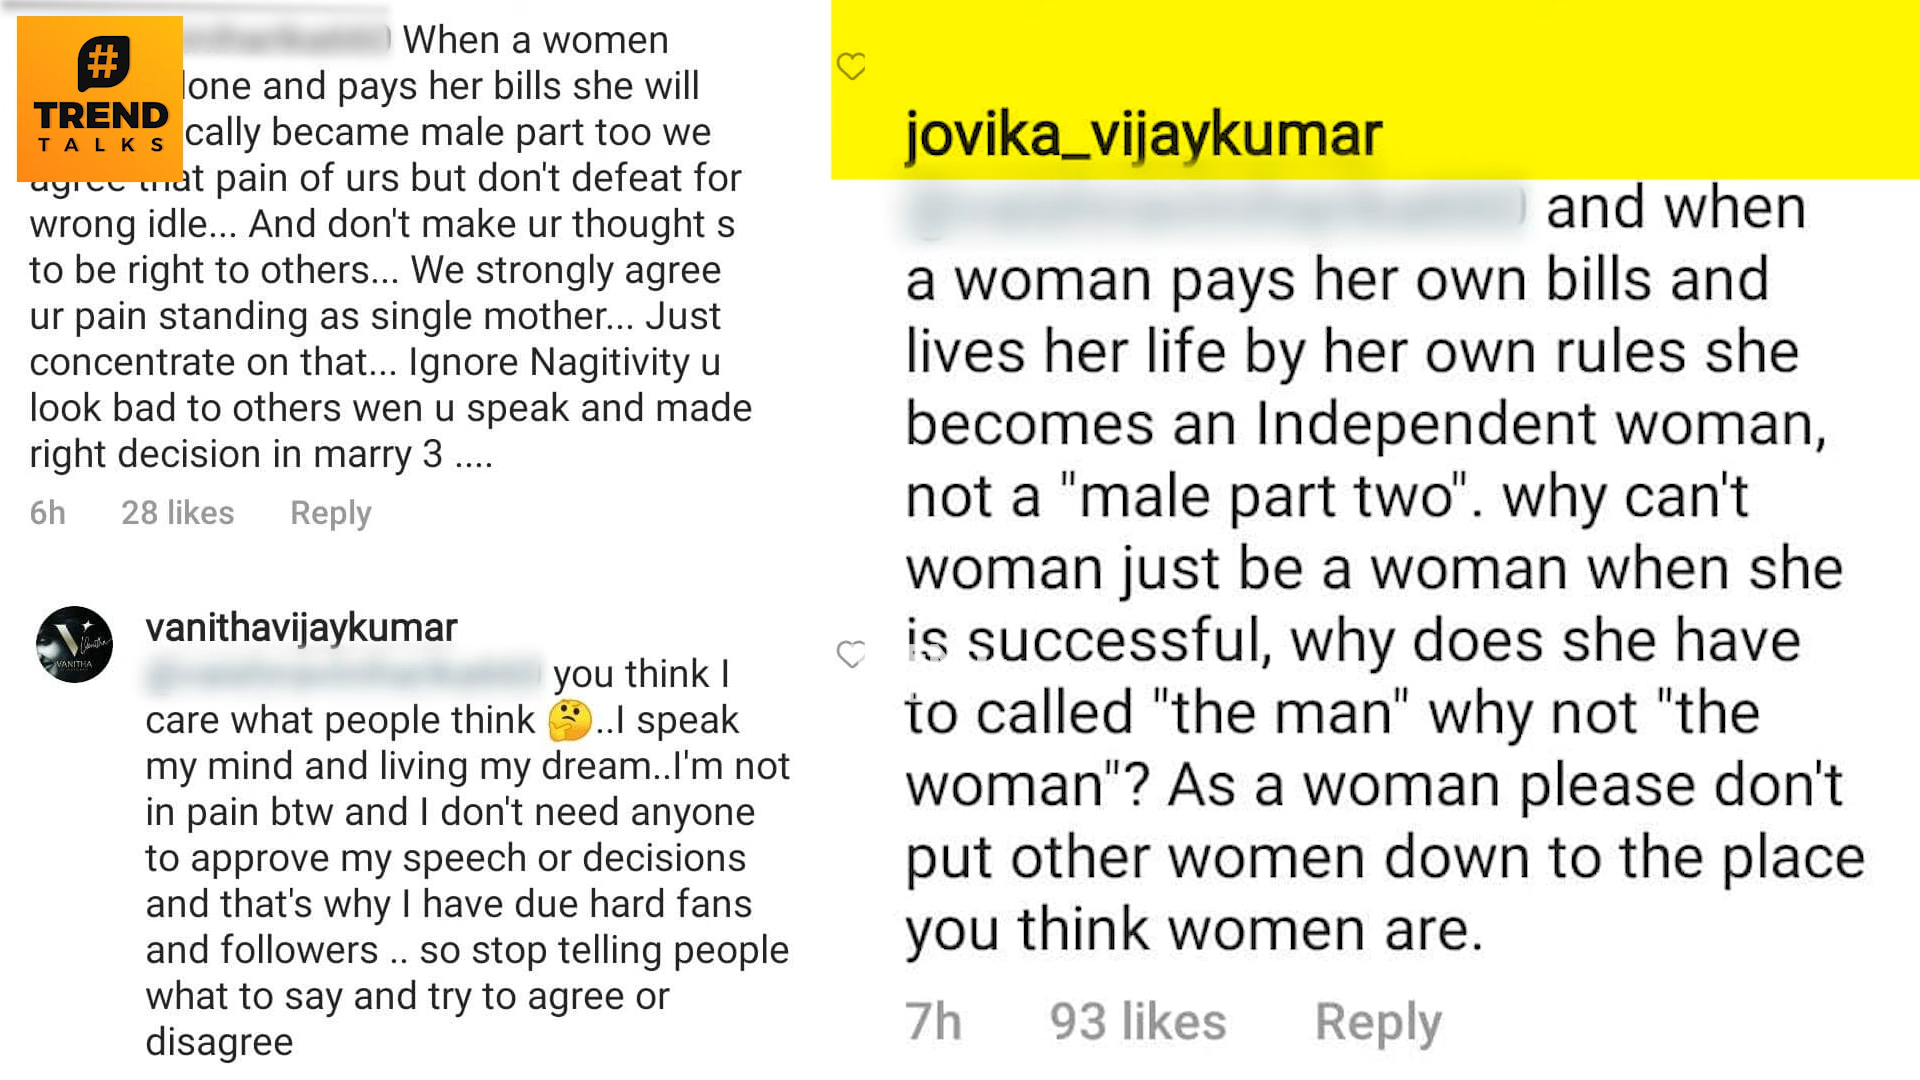 #
TREND
TALKS
When a women
lone and pays her bills she will
cally became male part too we
agree that pain of urs but don't defeat for
wrong idle... And don't make ur thought s
to be right to others... We strongly agree
ur pain standing as single mother... Just
concentrate on that... Ignore Nagitivity u
look bad to others wen u speak and made
right decision in marry 3 ....
6h 28 likes Reply
vanithavijaykumar
you think I
care what people think 🤔..I speak
my mind and living my dream..I'm not
in pain btw and I don't need anyone
to approve my speech or decisions
and that's why I have due hard fans
and followers .. so stop telling people
what to say and try to agree or
disagree
VANITHA
jovika_vijaykumar
and when
a woman pays her own bills and
lives her life by her own rules she
becomes an Independent woman,
not a "male part two". why can't
woman just be a woman when she
is successful, why does she have
to called "the man" why not "the
woman"? As a woman please don't
put other women down to the place
you think women are.
7h 93 likes Reply